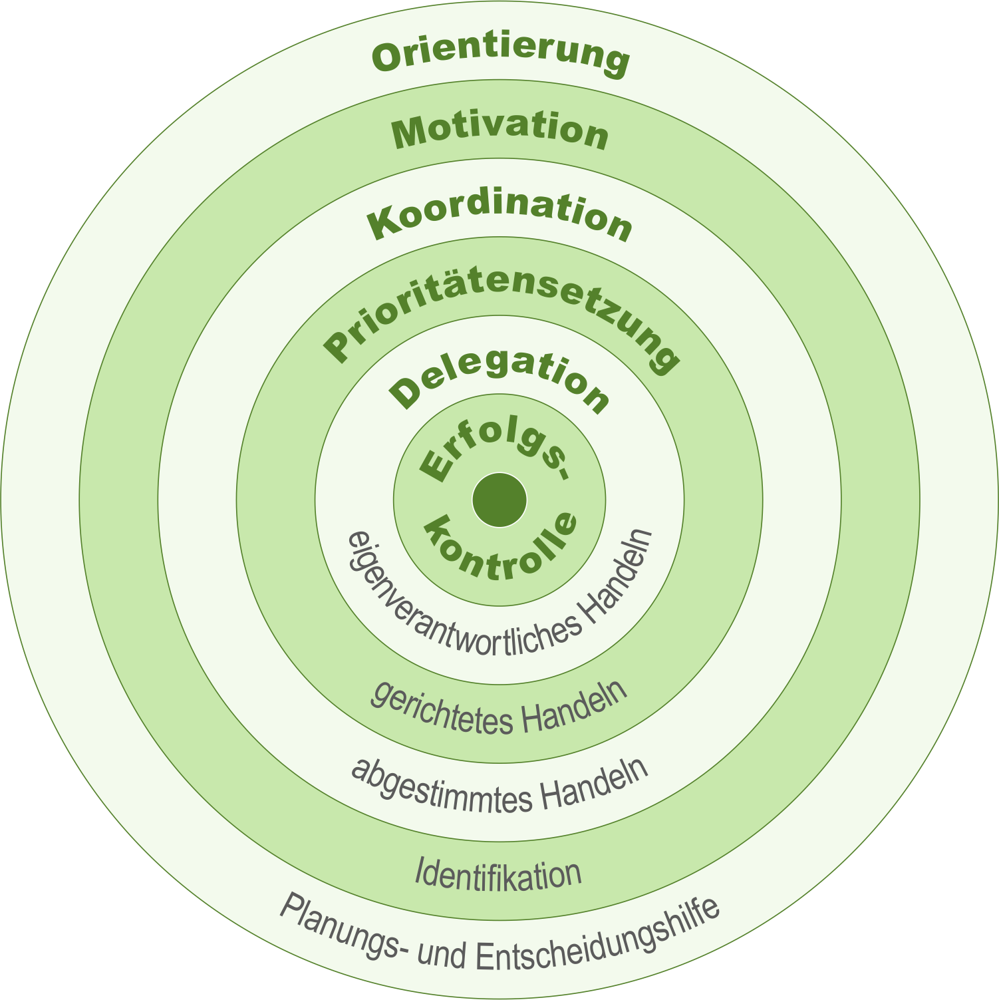 Orientierung
Motivation
Koordination
Prioritätensetzung
Delegation
Erfolgs-
kontrolle
eigenverantwortliches Handeln
gerichtetes Handeln
abgestimmtes Handeln
Identifikation
Planungs- und Entscheidungshilfe